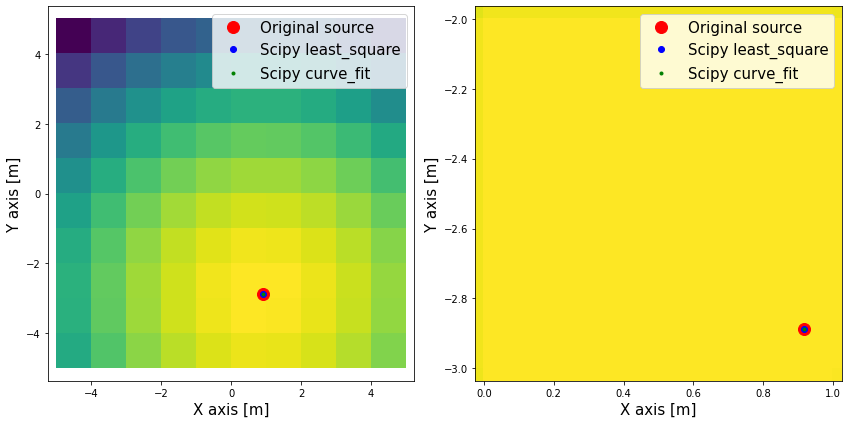 Original source
Scipy least_square
Scipy curve_fit
4
2
0
−2
−4
Y axis [m]
−4
−2
0
2
4
X axis [m]
Original source
Scipy least_square
Scipy curve_fit
−2.0
−2.2
−2.4
−2.6
−2.8
−3.0
Y axis [m]
0.0
0.2
0.4
0.6
0.8
1.0
X axis [m]